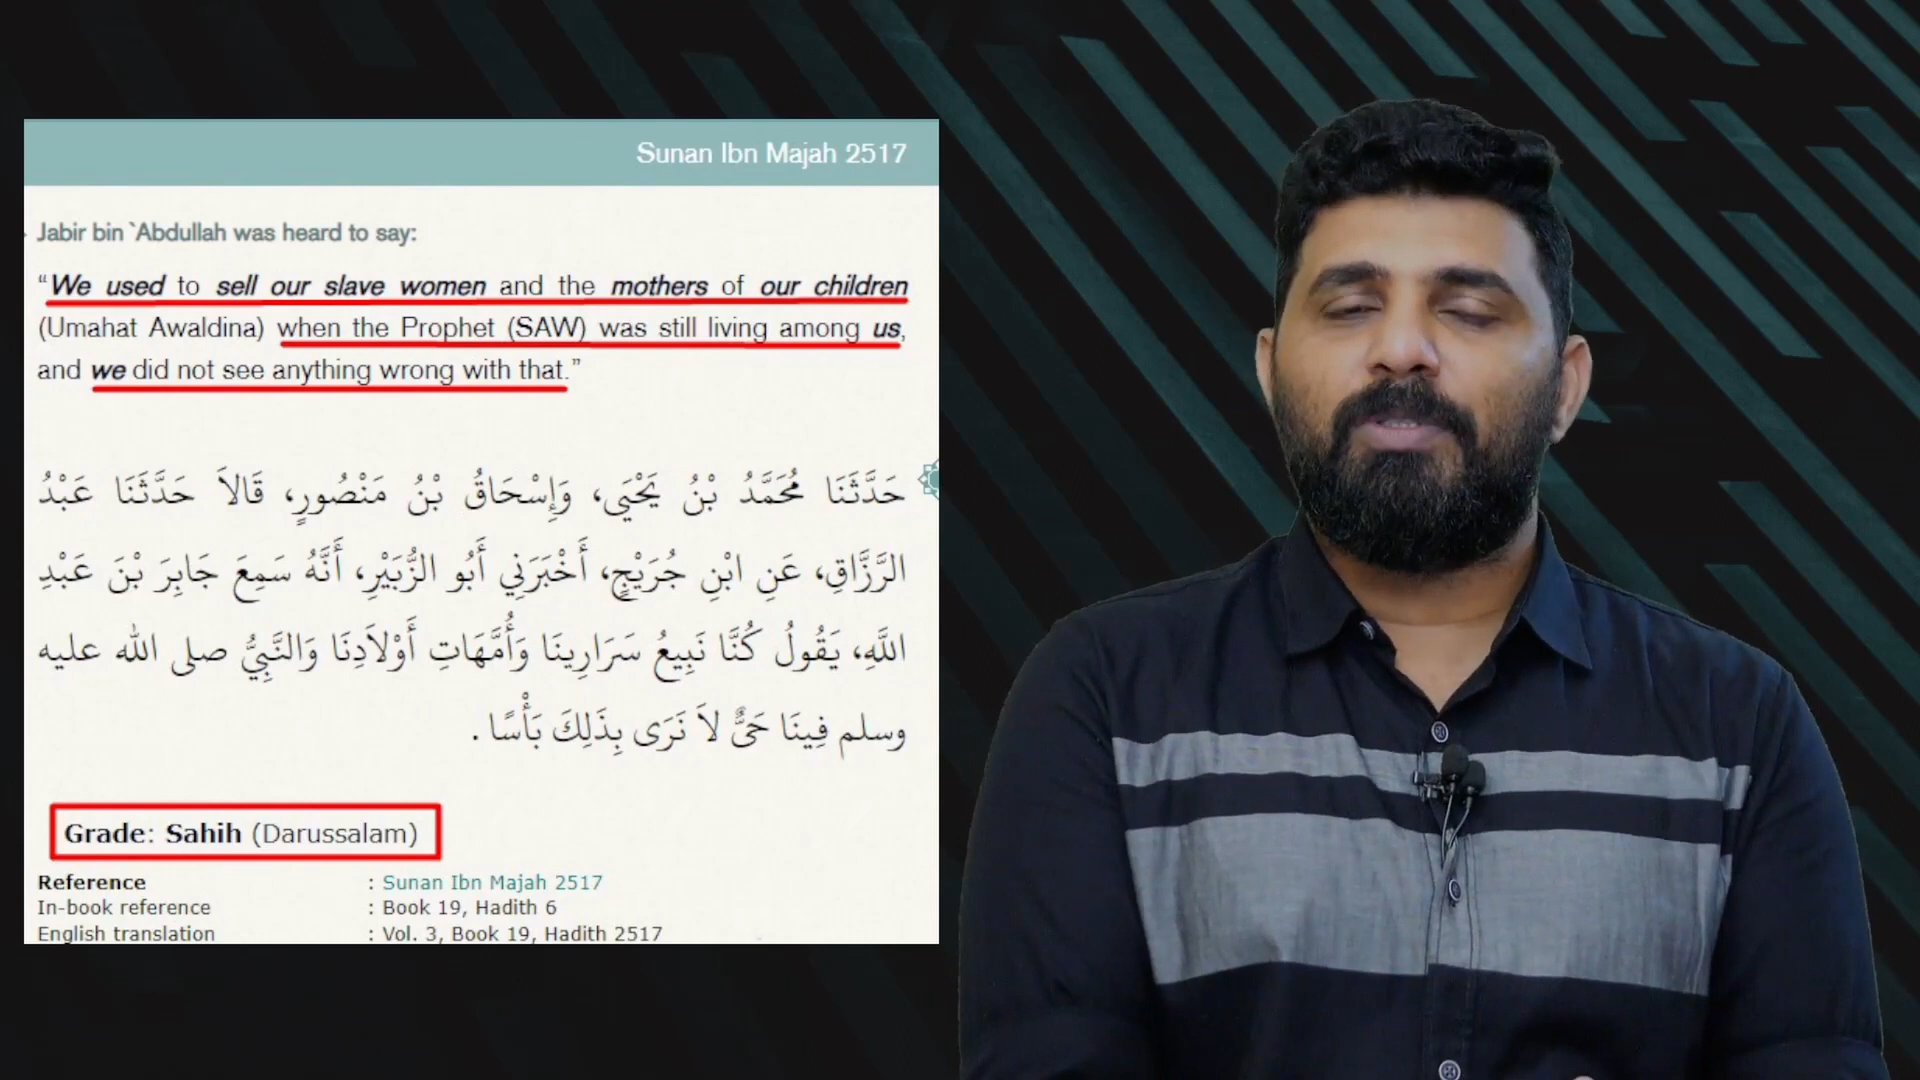 Sunan Ibn Majah 2517
Jabir bin `Abdullah was heard to say:
“We used to sell our slave women and the mothers of our children
(Umahat Awaldina) when the Prophet (SAW) was still living among us,
and we did not see anything wrong with that.”
حَدَّثَنَا مُحَمَّدُ بْنُ يَحْيَى، وَإِسْحَاقُ بْنُ مَنْصُورٍ، قَالاَ حَدَّثَنَا عَبْدُ
الرَّزَّاقِ، عَنِ ابْنِ جُرَيْجٍ، أَخْبَرَنِي أَبُو الزُّبَيْرِ، أَنَّهُ سَمِعَ جَابِرَ بْنَ عَبْدِ
اللَّهِ، يَقُولُ كُنَّا نَبِيعُ سَرَارِينَا وَأُمَّهَاتِ أَوْلاَدِنَا وَالنَّبِيُّ صلى الله عليه
وسلم فِينَا حَىٌّ لاَ نَرَى بِذَلِكَ بَأْسًا .
Grade: Sahih (Darussalam)
Reference : Sunan Ibn Majah 2517
In-book reference : Book 19, Hadith 6
English translation : Vol. 3, Book 19, Hadith 2517